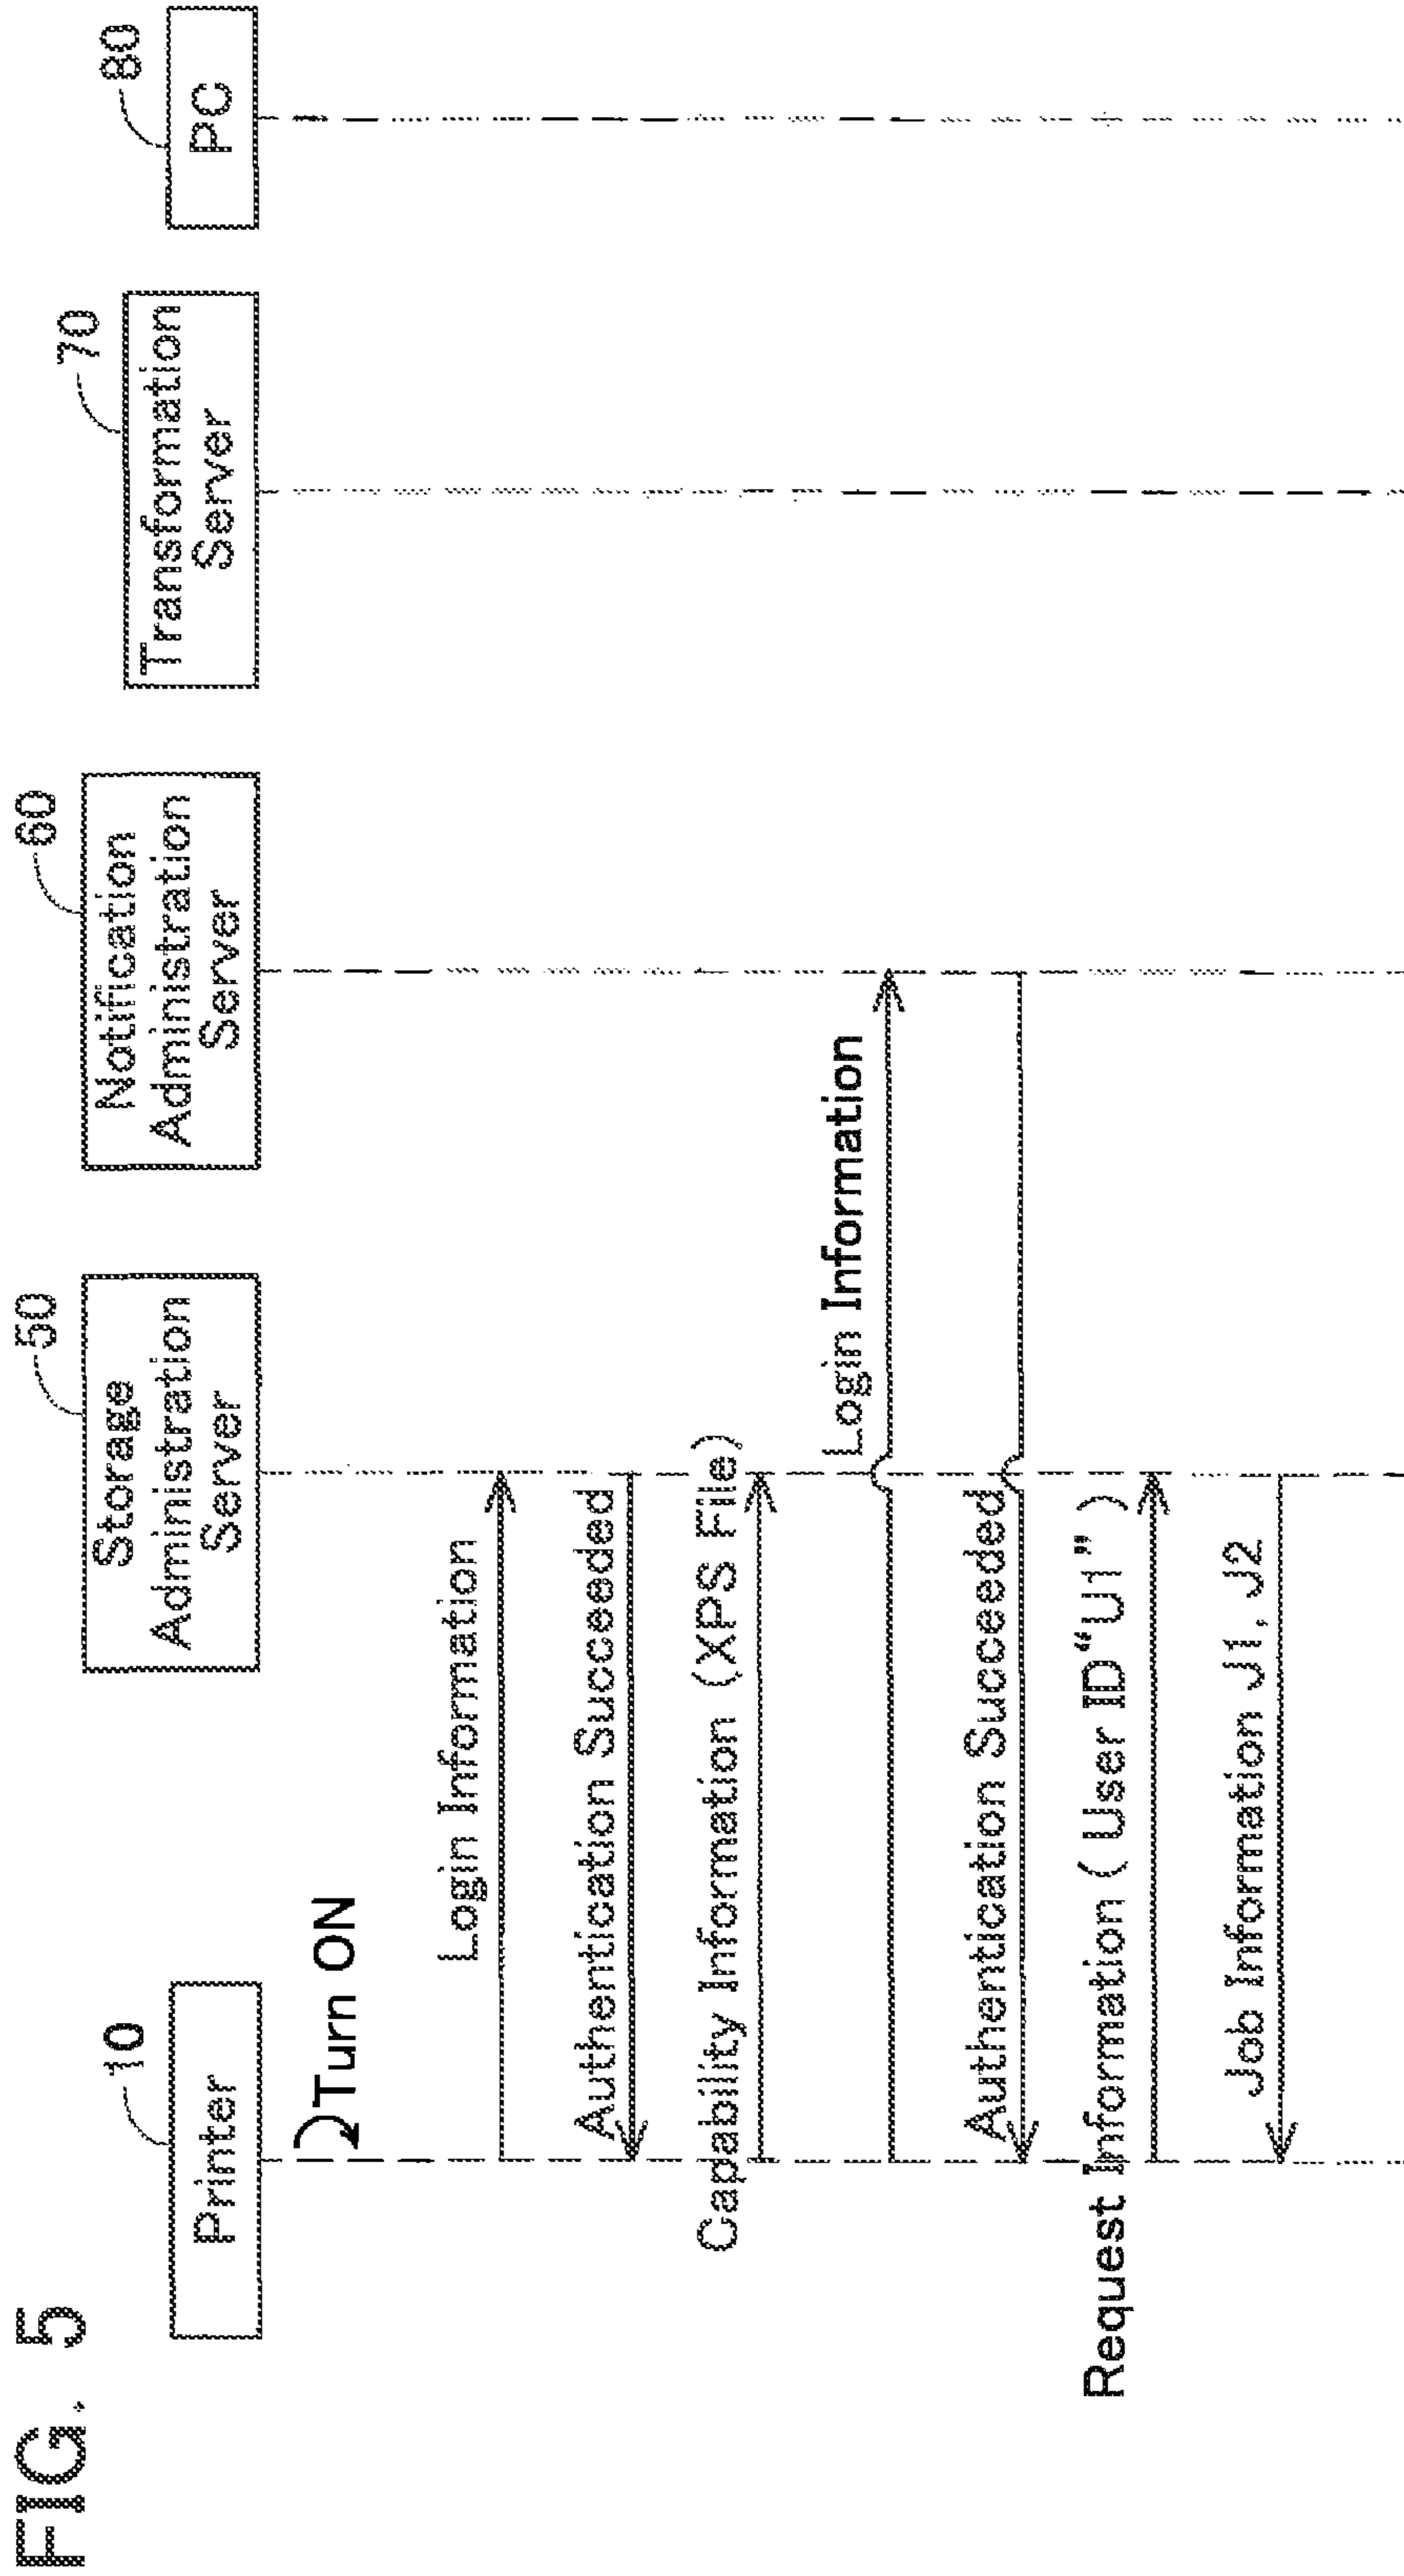 FIG. 5
10
Printer
50
Storage
Administration
Server
60
Notification
Administration
Server
70
Transformation
Server
80
PC
Turn ON
Login Information
Authentication Succeeded
Capability Information (XPS File)
Login Information
Authentication Succeeded
Request Information ( User ID“U1” )
Job Information J1, J2